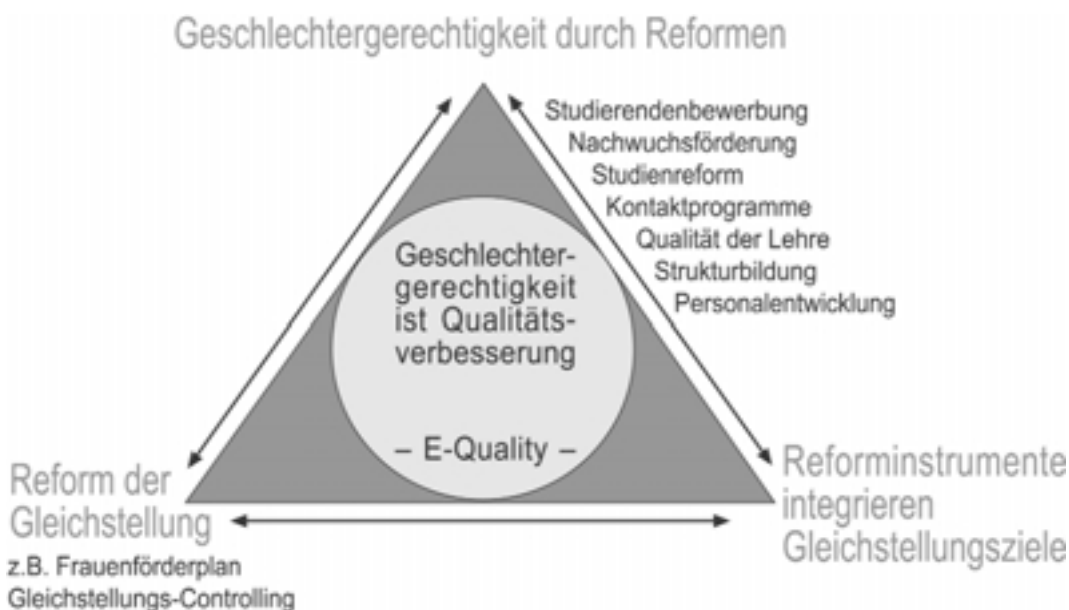 Geschlechtergerechtigkeit durch Reformen
Studierendenbewerbung
Nachwuchsförderung
Studienreform
Kontaktprogramme
Qualität der Lehre
Strukturbildung
Personalentwicklung
Geschlechter-
gerechtigkeit
ist Qualitäts-
verbesserung
– E-Quality –
Reform der
Gleichstellung
z.B. Frauenförderplan
Gleichstellungs-Controlling
Reforminstrumente
integrieren
Gleichstellungsziele